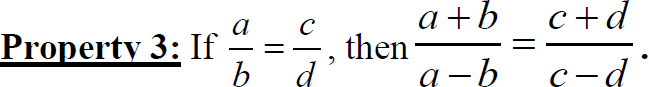 Property 3: If a/b = c/d, then (a+b)/(a−b) = (c+d)/(c−d).